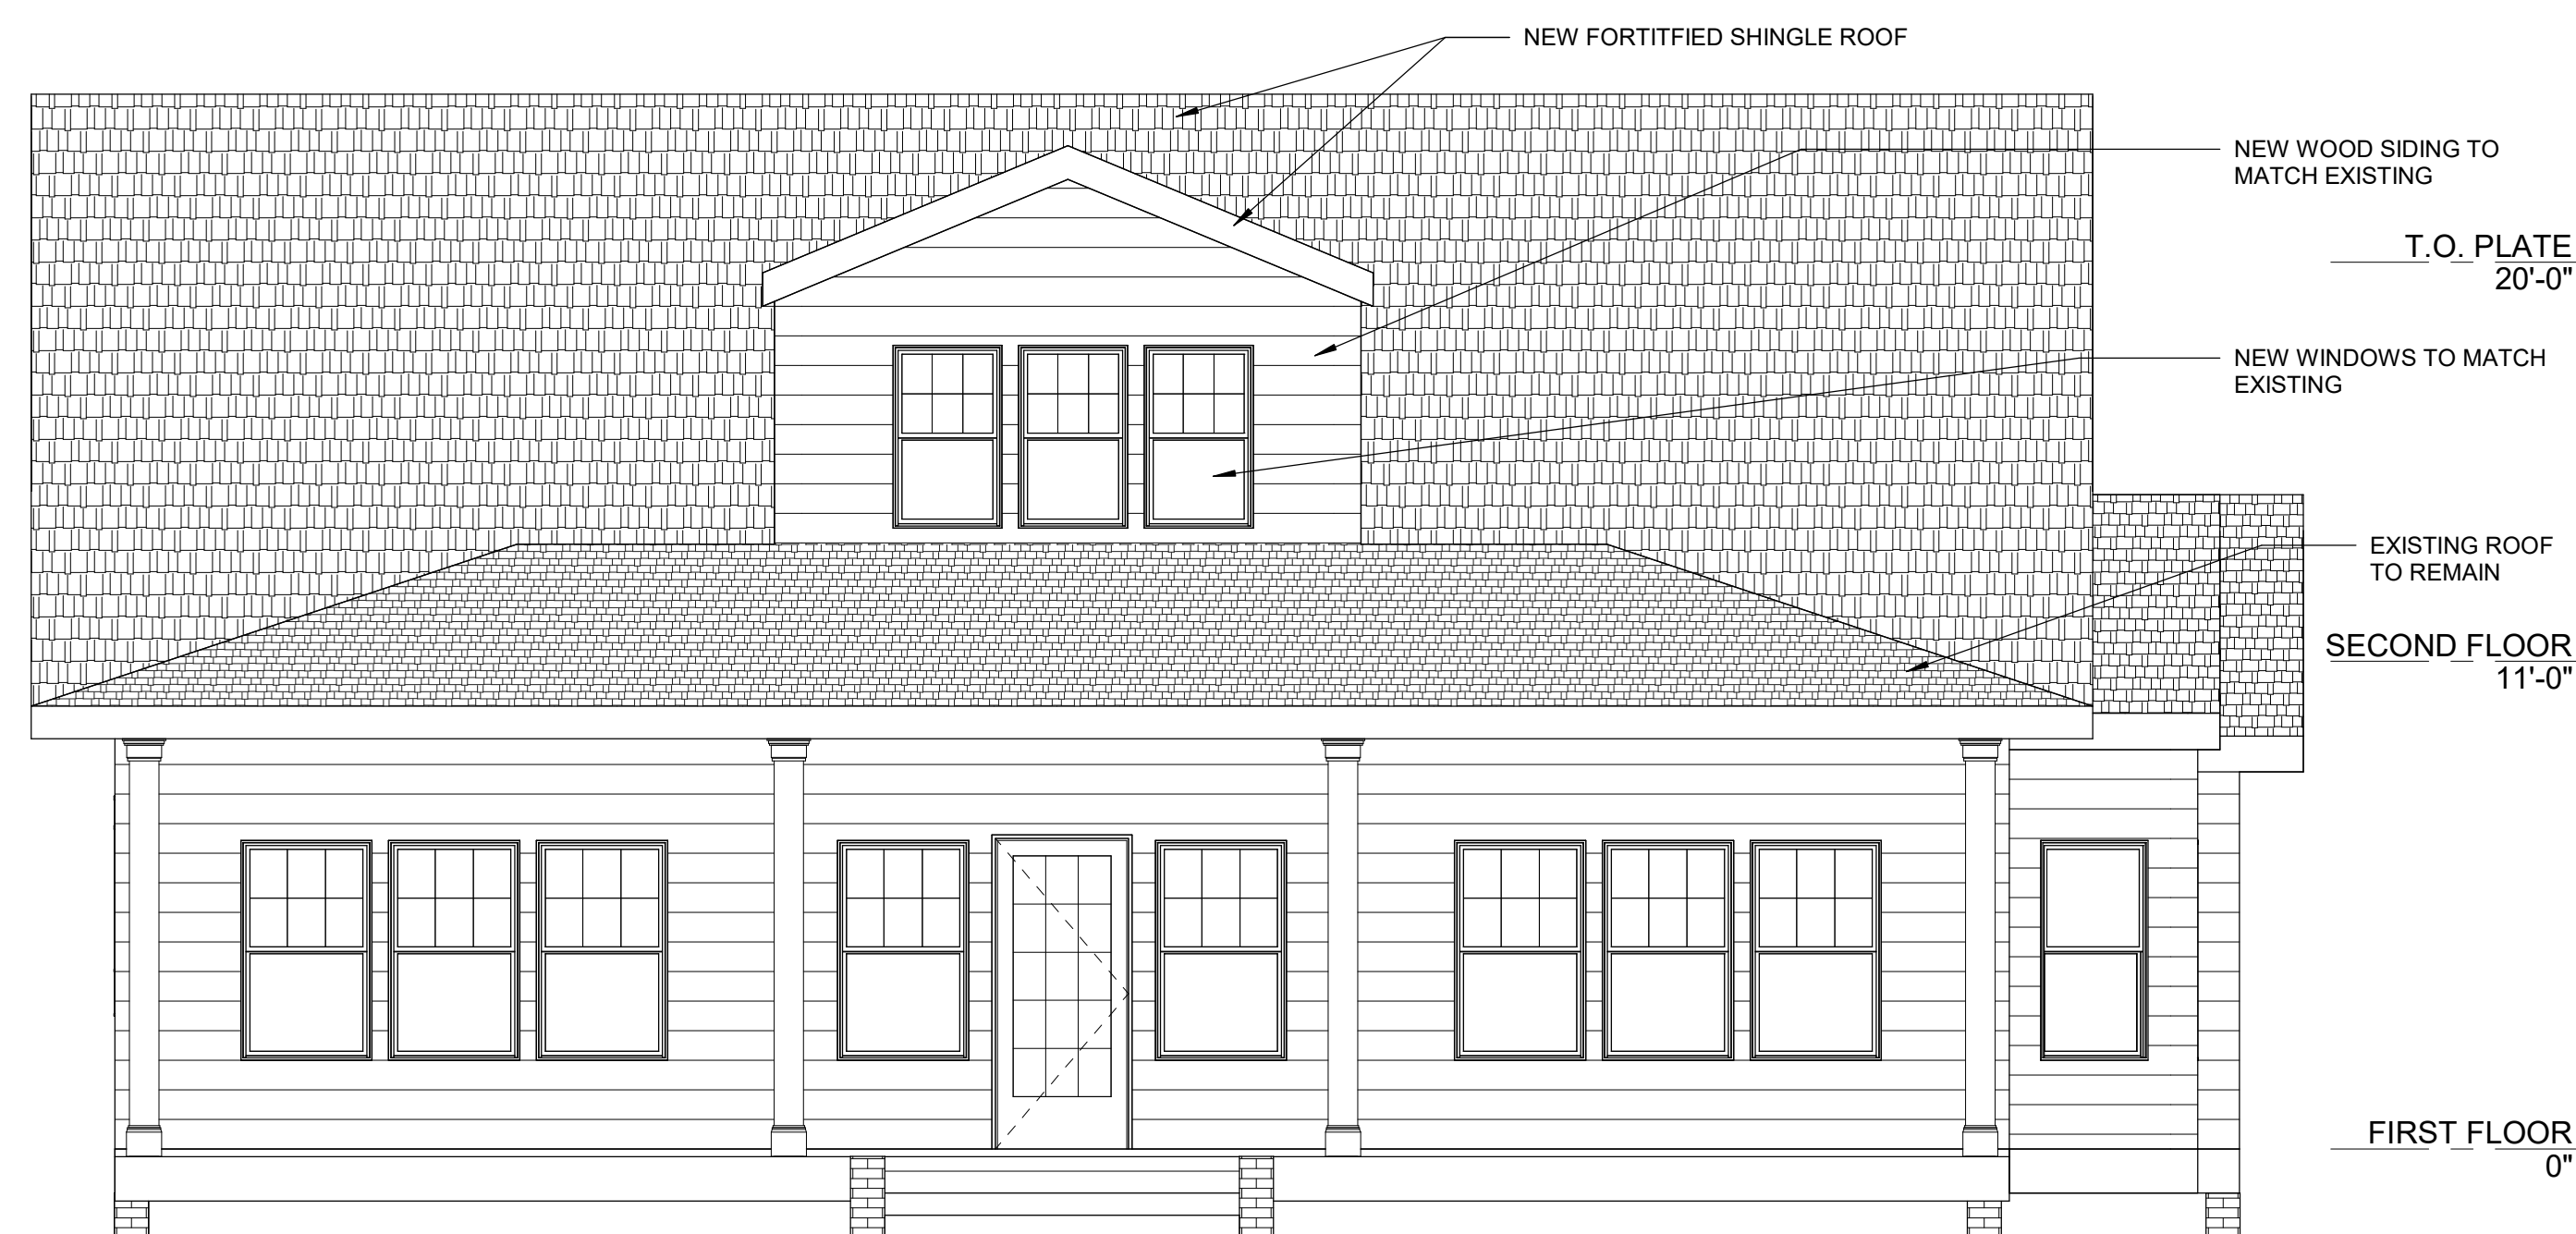 NEW FORTITFIED SHINGLE ROOF
NEW WOOD SIDING TO
MATCH EXISTING
T.O. PLATE
20'-0"
NEW WINDOWS TO MATCH
EXISTING
EXISTING ROOF
TO REMAIN
SECOND FLOOR
11'-0"
FIRST FLOOR
0"